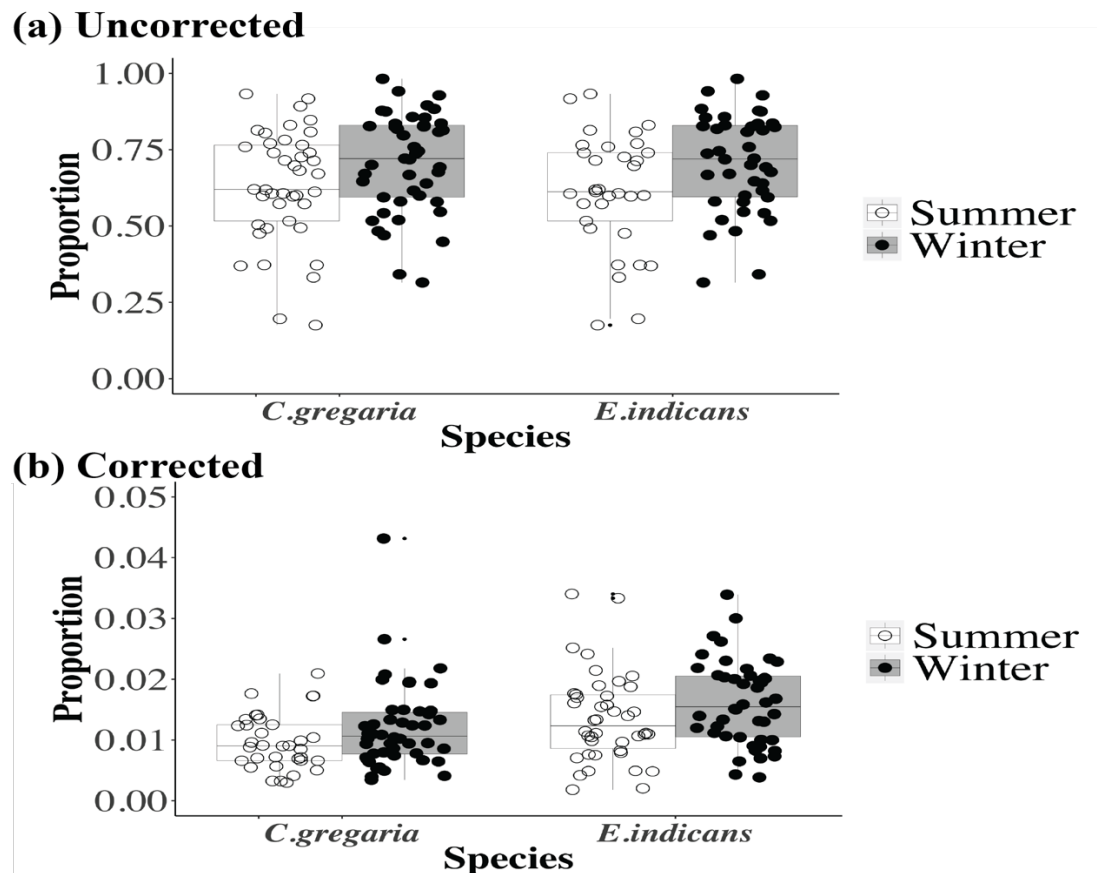 (a) Uncorrected
1.00
0.75
0.50
0.25
0.00
Proportion
C.gregaria E.indicans
Species
Summer
Winter
(b) Corrected
0.05
0.04
0.03
0.02
0.01
0.00
Proportion
C.gregaria E.indicans
Species
Summer
Winter